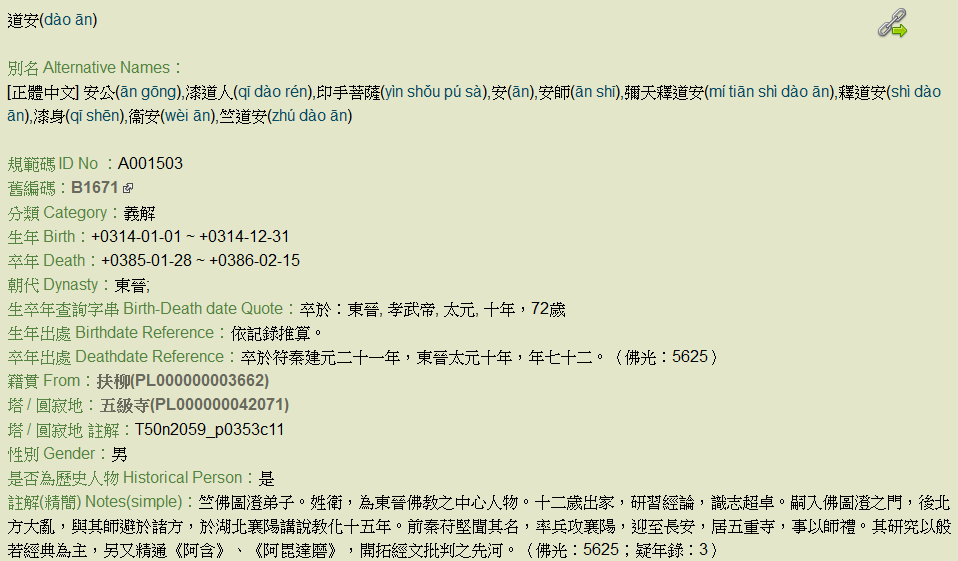 道安(dào ān)
別名 Alternative Names：
[正體中文] 安公(ān gōng),漆道人(qī dào rén),印手菩薩(yìn shǒu pú sà),安(ān),安師(ān shī),彌天釋道安(mí tiān shì dào ān),釋道安(shì dào
ān),漆身(qī shēn),衞安(wèi ān),竺道安(zhú dào ān)
規範碼 ID No ：A001503
舊編碼：B1671
分類 Category：義解
生年 Birth：+0314-01-01 ~ +0314-12-31
卒年 Death：+0385-01-28 ~ +0386-02-15
朝代 Dynasty：東晉;
生卒年查詢字串 Birth-Death date Quote：卒於：東晉, 孝武帝, 太元, 十年，72歲
生年出處 Birthdate Reference：依記錄推算。
卒年出處 Deathdate Reference：卒於符秦建元二十一年，東晉太元十年，年七十二。（佛光：5625）
籍貫 From：扶柳(PL000000003662)
塔 / 圓寂地：五級寺(PL000000042071)
塔 / 圓寂地 註解：T50n2059_p0353c11
性別 Gender：男
是否為歷史人物 Historical Person：是
註解(精簡) Notes(simple)：竺佛圖澄弟子。姓衛，為東晉佛教之中心人物。十二歲出家，研習經論，識志超卓。嗣入佛圖澄之門，後北
方大亂，與其師避於諸方，於湖北襄陽講說教化十五年。前秦苻堅聞其名，率兵攻襄陽，迎至長安，居五重寺，事以師禮。其研究以般
若經典為主，另又精通《阿含》、《阿毘達磨》，開拓經文批判之先河。（佛光：5625；疑年錄：3）